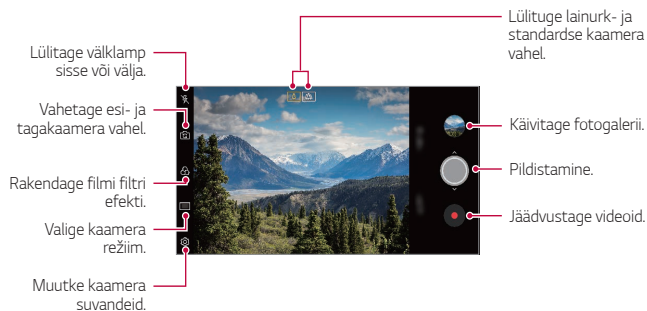 Lülitage välklamp
sisse või välja.
Vahetage esi- ja
tagakaamera vahel.
Rakendage filmi filtri
efekti.
Valige kaamera
režiim.
Muutke kaamera
suvandeid.
Lülituge lainurk- ja
standardse kaamera
vahel.
Käivitage fotogalerii.
Pildistamine.
Jäädvustage videoid.